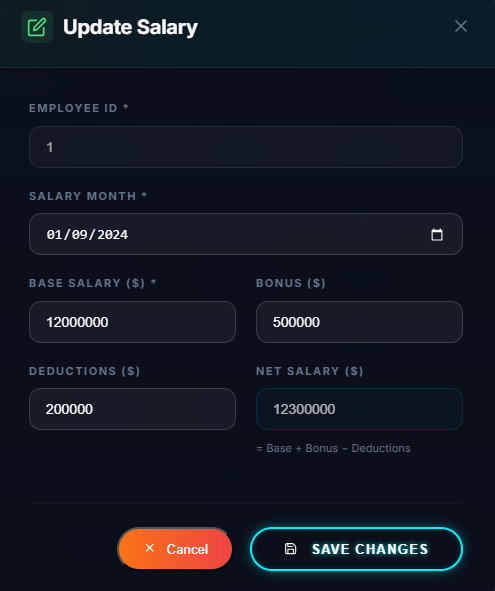 Update Salary
EMPLOYEE ID *
1
SALARY MONTH *
01/09/2024
BASE SALARY ($) *
BONUS ($)
12000000
500000
DEDUCTIONS ($)
NET SALARY ($)
200000
12300000
= Base + Bonus − Deductions
Cancel
SAVE CHANGES